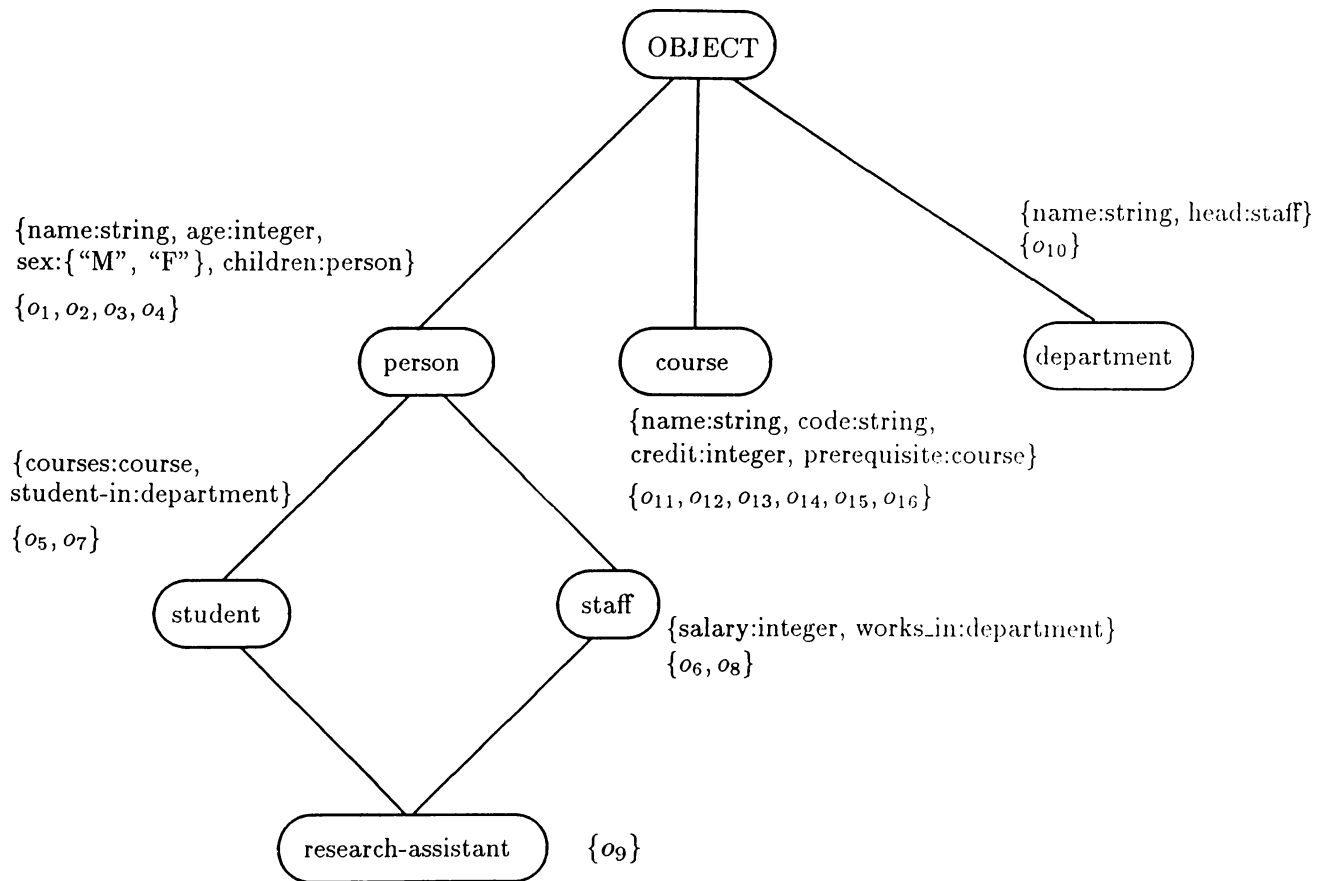 OBJECT
{name:string, age:integer,
sex:{“M”, “F”}, children:person}
{o₁, o₂, o₃, o₄}
{name:string, head:staff}
{o₁₀}
person
course
department
{name:string, code:string,
credit:integer, prerequisite:course}
{o₁₁, o₁₂, o₁₃, o₁₄, o₁₅, o₁₆}
{courses:course,
student-in:department}
{o₅, o₇}
student
staff
{salary:integer, works_in:department}
{o₆, o₈}
research-assistant
{o₉}